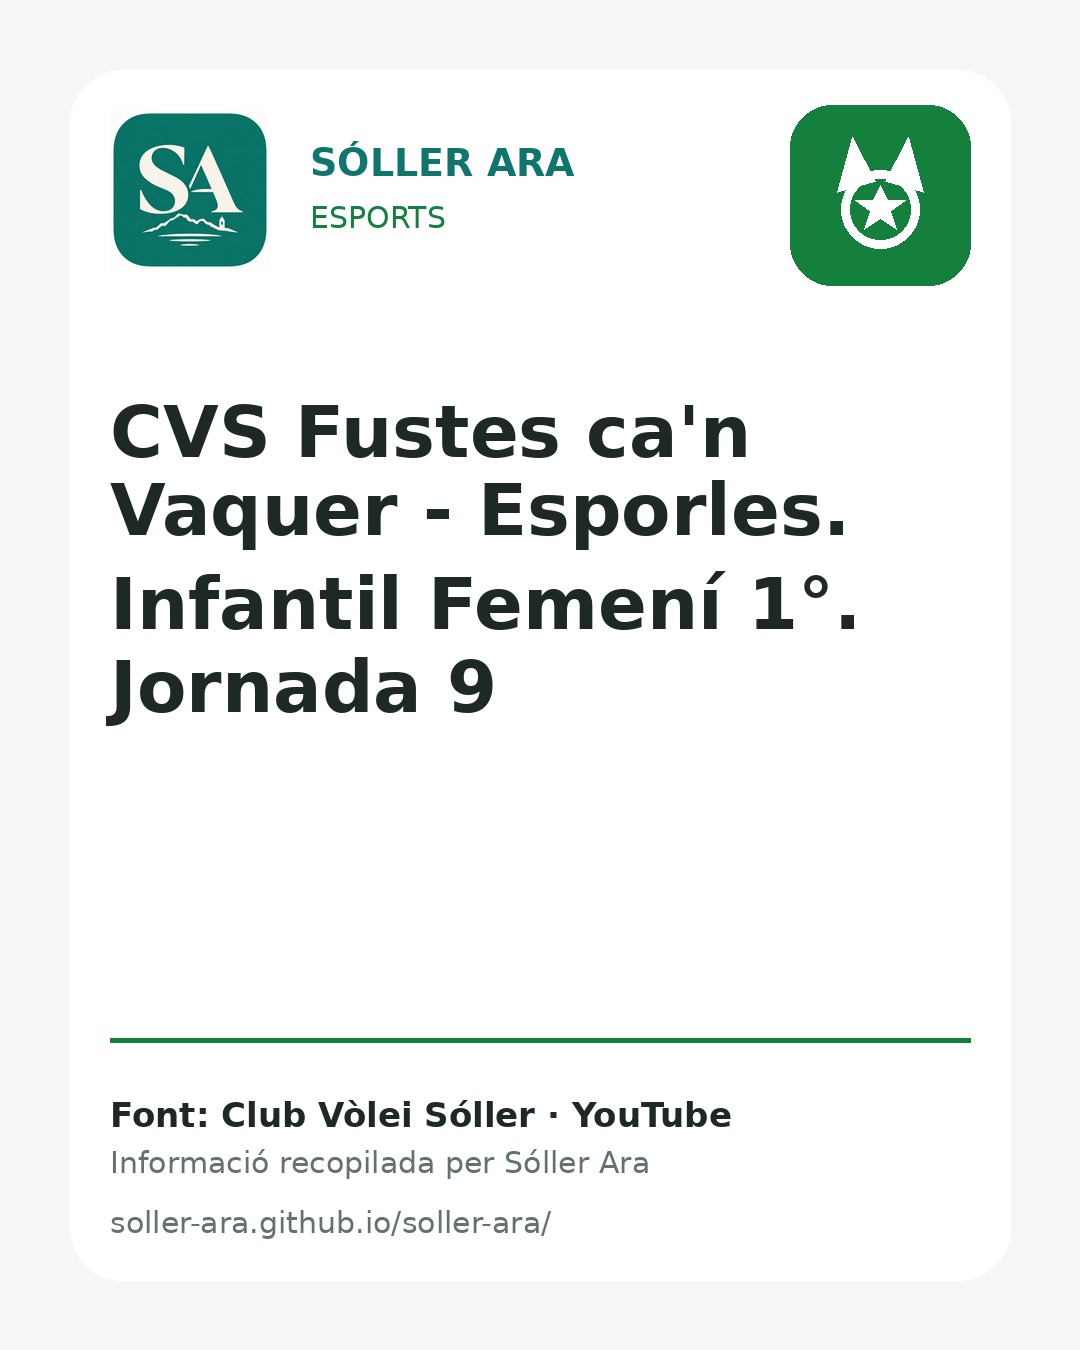 SA
SÓLLER ARA
ESPORTS
CVS Fustes ca'n
Vaquer - Esporles.
Infantil Femení 1°.
Jornada 9
Font: Club Vòlei Sóller · YouTube
Informació recopilada per Sóller Ara
soller-ara.github.io/soller-ara/